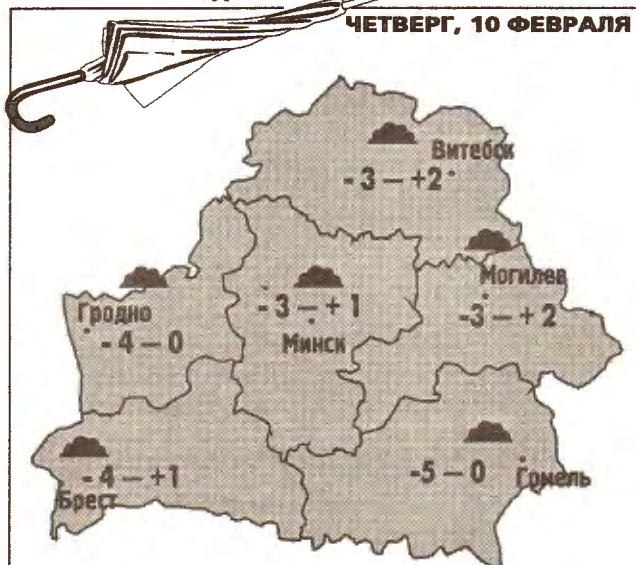 ЧЕТВЕРГ, 10 ФЕВРАЛЯ
Витебск
- 3 – +2
Могилев
-3 – + 2
- 3 – + 1
Минск
Гродно
- 4 – 0
- 4 – +1
Брест
-5 – 0
Гомель